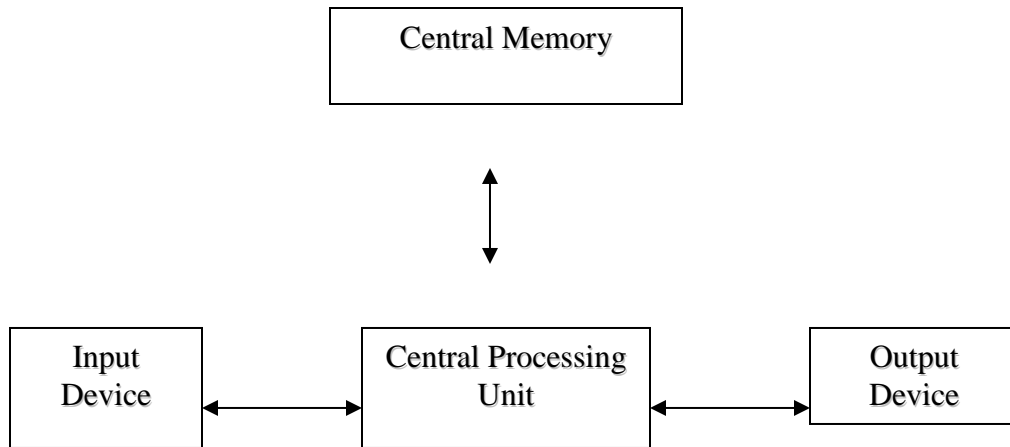 Central Memory
Input
Device
Central Processing
Unit
Output
Device